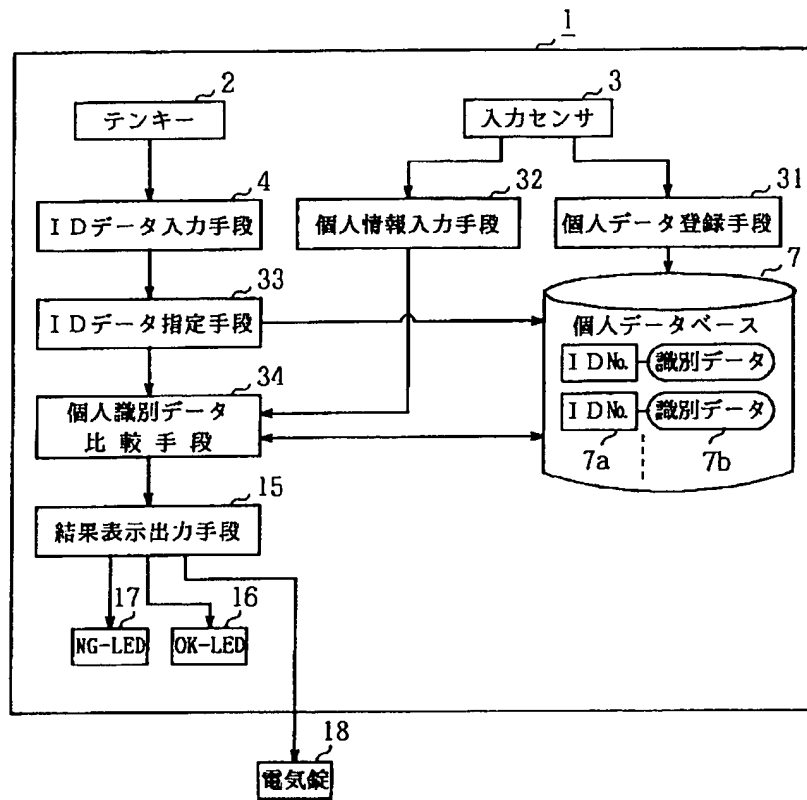 1
2
テンキー
3
入力センサ
4
ＩＤデータ入力手段
32
個人情報入力手段
31
個人データ登録手段
33
ＩＤデータ指定手段
7
個人データベース
ＩＤ№
識別データ
ＩＤ№
識別データ
7a
7b
34
個人識別データ
比較手段
15
結果表示出力手段
17
NG-LED
16
OK-LED
18
電気錠